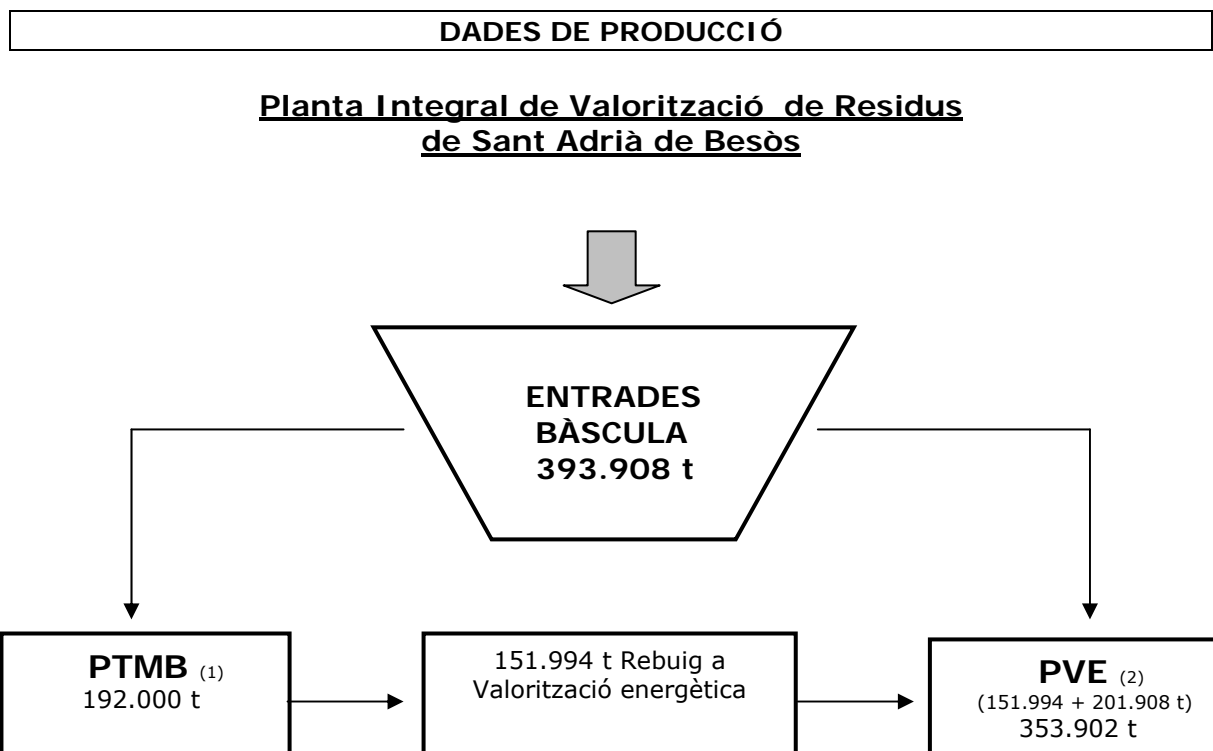 DADES DE PRODUCCIÓ
Planta Integral de Valorització de Residus
de Sant Adrià de Besòs
ENTRADES
BÀSCULA
393.908 t
PTMB (1)
192.000 t
151.994 t Rebuig a
Valorització energètica
PVE (2)
(151.994 + 201.908 t)
353.902 t